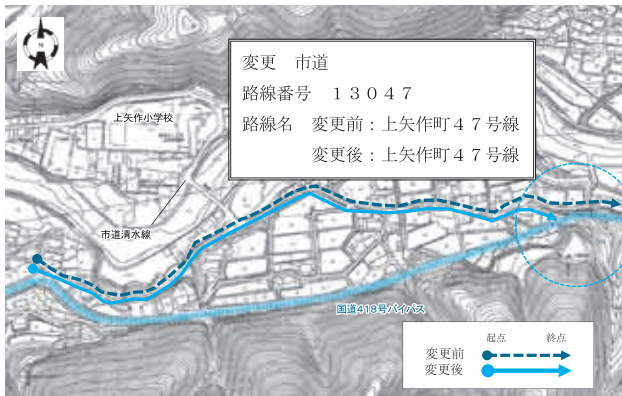 N
変更　市道
路線番号　１３０４７
路線名　変更前：上矢作町４７号線
変更後：上矢作町４７号線
上矢作小学校
市道清水線
国道418号バイパス
起点　終点
変更前
変更後